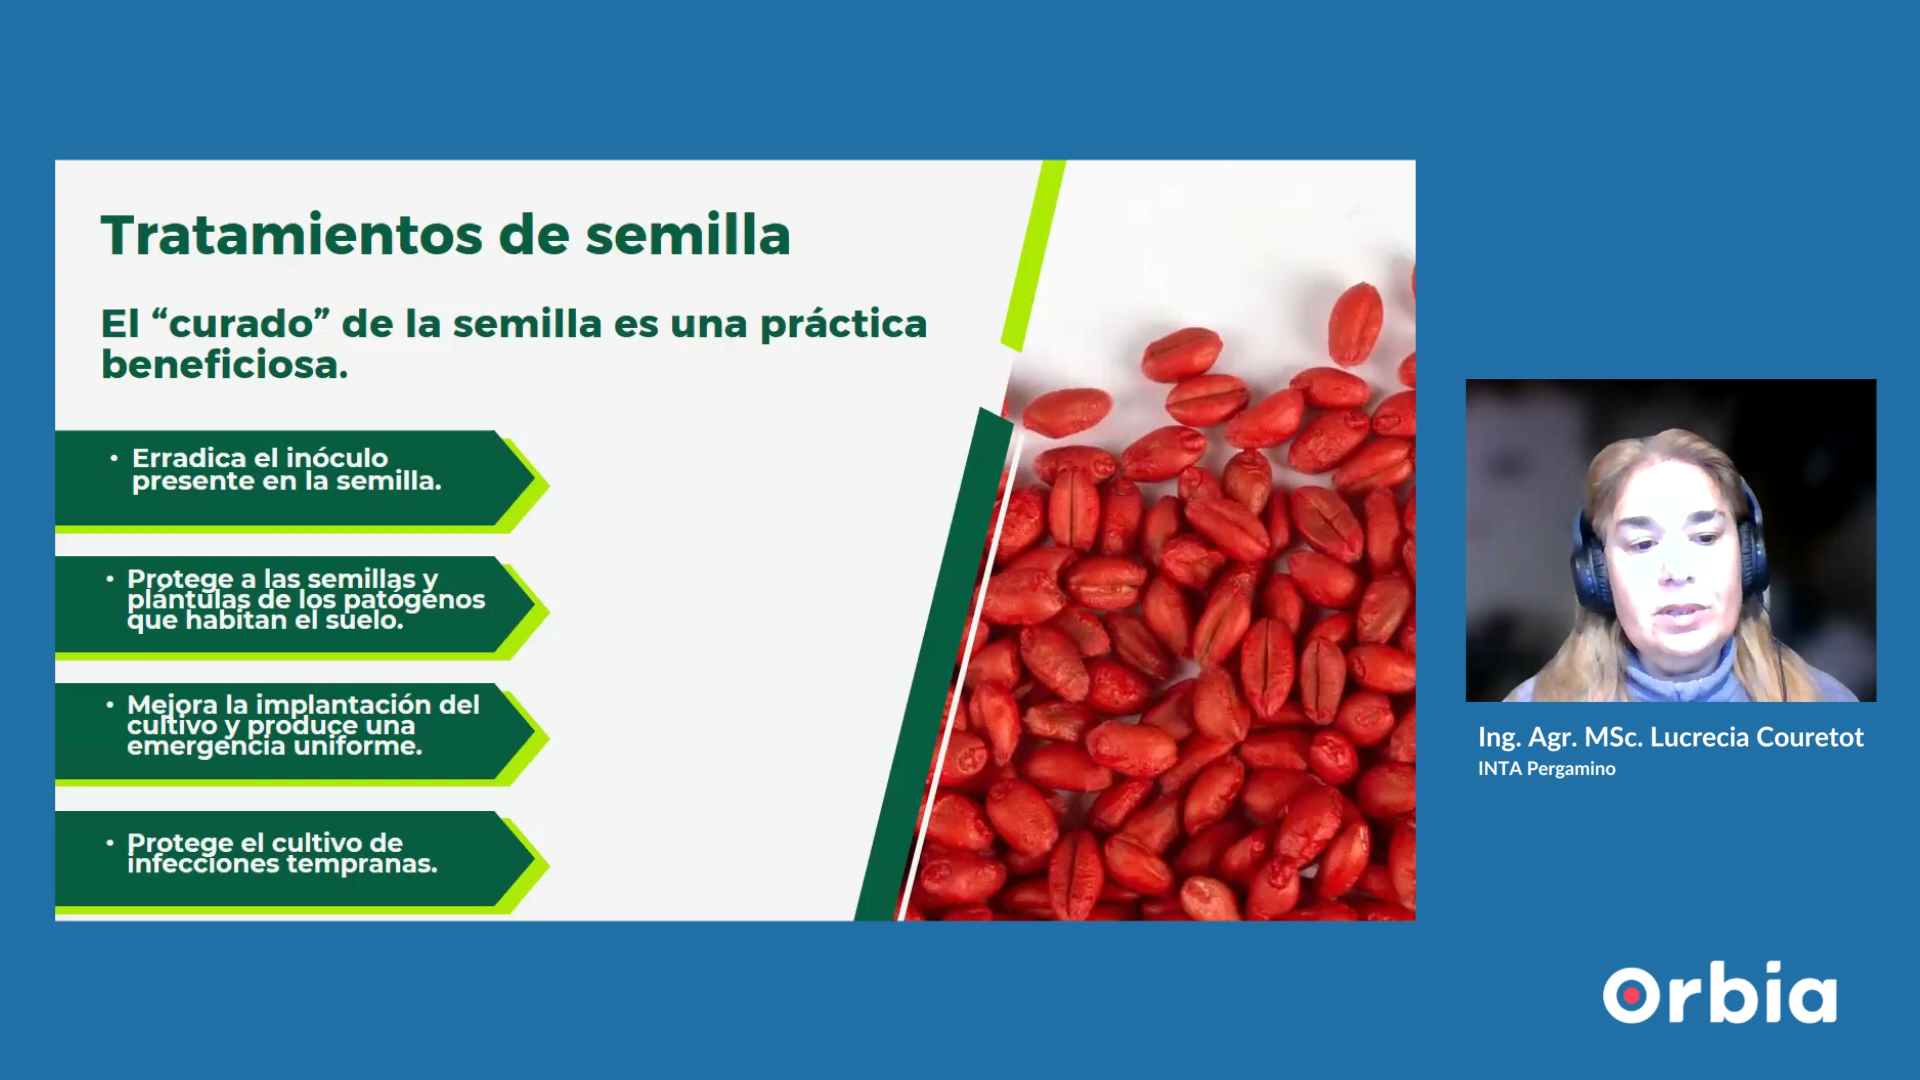 Tratamientos de semilla
El “curado” de la semilla es una práctica
beneficiosa.
• Erradica el inóculo
presente en la semilla.
• Protege a las semillas y
plántulas de los patógenos
que habitan el suelo.
• Mejora la implantación del
cultivo y produce una
emergencia uniforme.
• Protege el cultivo de
infecciones tempranas.
Ing. Agr. MSc. Lucrecia Couretot
INTA Pergamino
Orbia